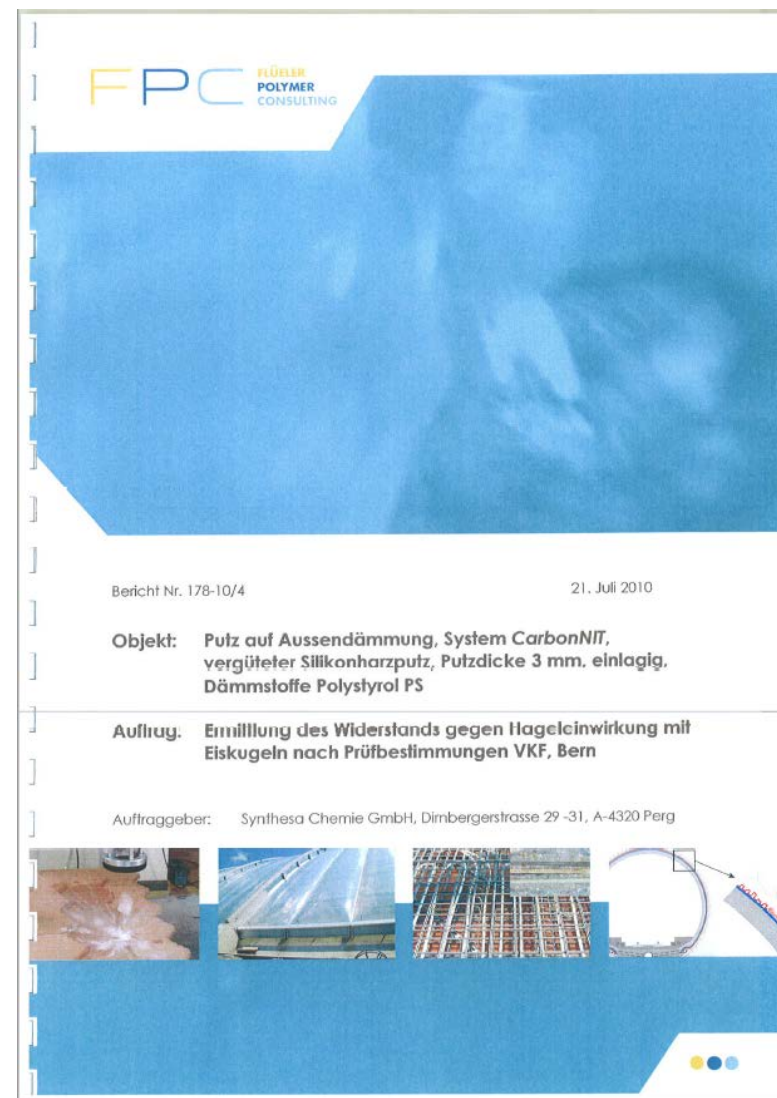 FPC
FLÜELER
POLYMER
CONSULTING
Bericht Nr. 178-10/4 21. Juli 2010
Objekt: Putz auf Aussendämmung, System CarbonNIT,
vergüteter Silikonharzputz, Putzdicke 3 mm, einlagig,
Dämmstoffe Polystyrol PS
Auftrag: Ermittlung des Widerstands gegen Hageleinwirkung mit
Eiskugeln nach Prüfbestimmungen VKF, Bern
Auftraggeber: Synthesa Chemie GmbH, Dirnbergerstrasse 29 -31, A-4320 Perg